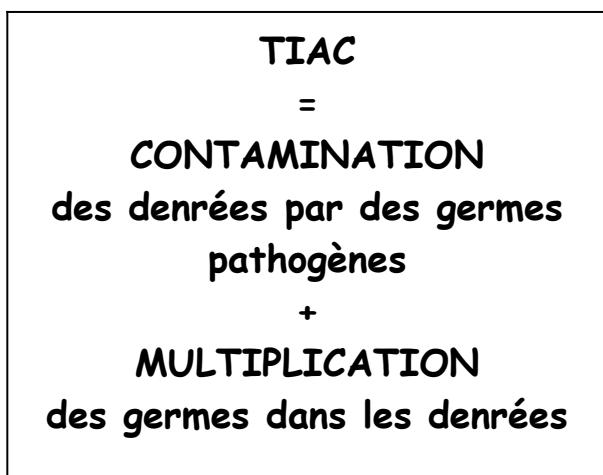 TIAC
=
CONTAMINATION
des denrées par des germes
pathogènes
+
MULTIPLICATION
des germes dans les denrées